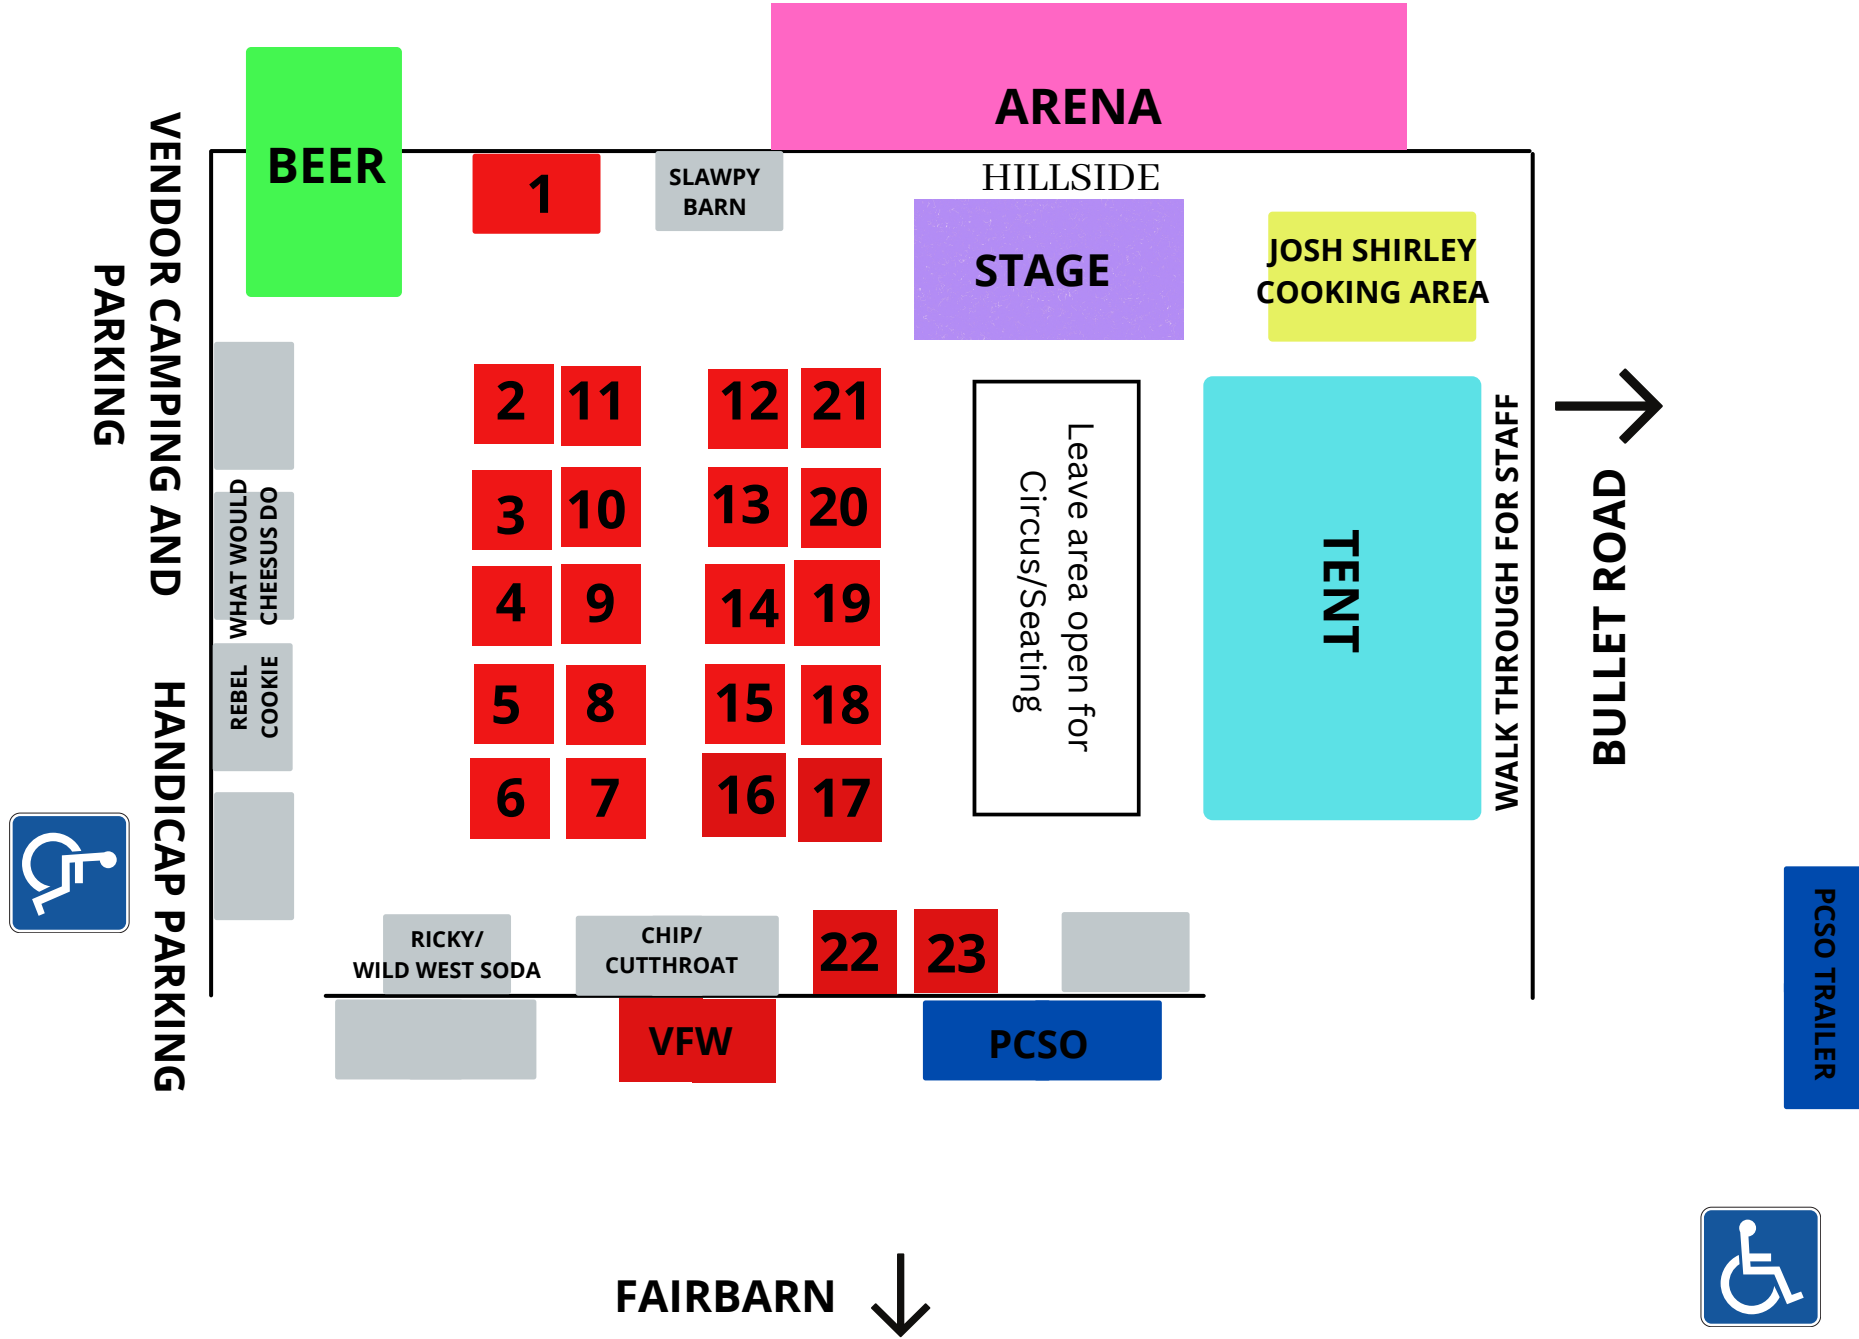 ARENA
BEER
HILLSIDE
1
SLAWPY
BARN
STAGE
JOSH SHIRLEY
COOKING AREA
VENDOR CAMPING AND
PARKING
2
11
12
21
3
10
13
20
4
9
14
19
5
8
15
18
6
7
16
17
Leave area open for
Circus/Seating
TENT
WALK THROUGH FOR STAFF
BULLET ROAD
WHAT WOULD
CHEESUS DO
REBEL
COOKIE
HANDICAP PARKING
RICKY/
WILD WEST SODA
CHIP/
CUTTHROAT
22
23
VFW
PCSO
PCSO TRAILER
FAIRBARN